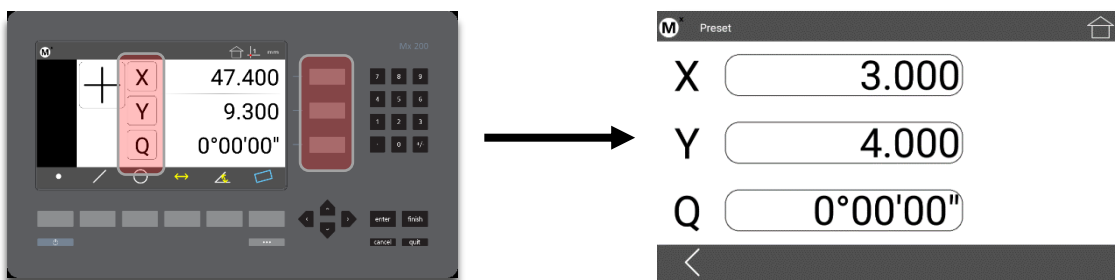 Mx 200
M
mm
X 47.400
Y 9.300
Q 0°00'00"
7 8 9
4 5 6
1 2 3
. 0 +/-
enter finish
cancel quit
Mx Preset
X 3.000
Y 4.000
Q 0°00'00"